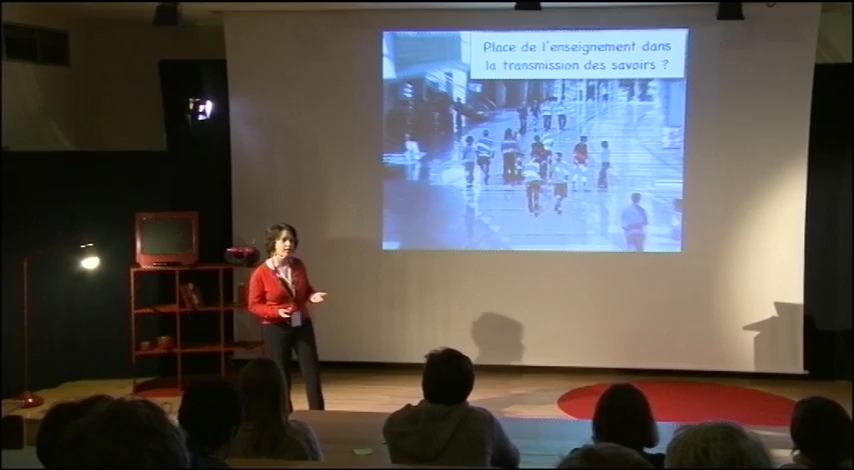 Place de l'enseignement dans
la transmission des savoirs ?